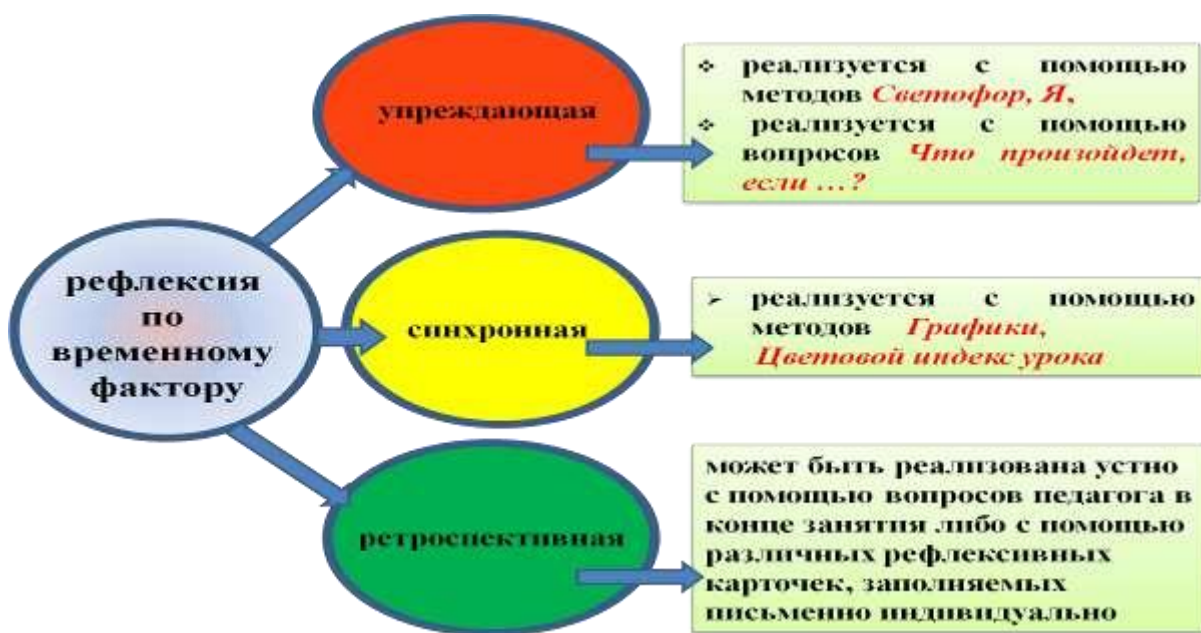 рефлексия
по
временному
фактору
упреждающая
❖ реализуется с помощью
методов Светофор, Я,
❖ реализуется с помощью
вопросов Что произойдет,
если ...?
синхронная
➢ реализуется с помощью
методов Графики,
Цветовой индекс урока
ретроспективная
может быть реализована устно
с помощью вопросов педагога в
конце занятия либо с помощью
различных рефлексивных
карточек, заполняемых
письменно индивидуально